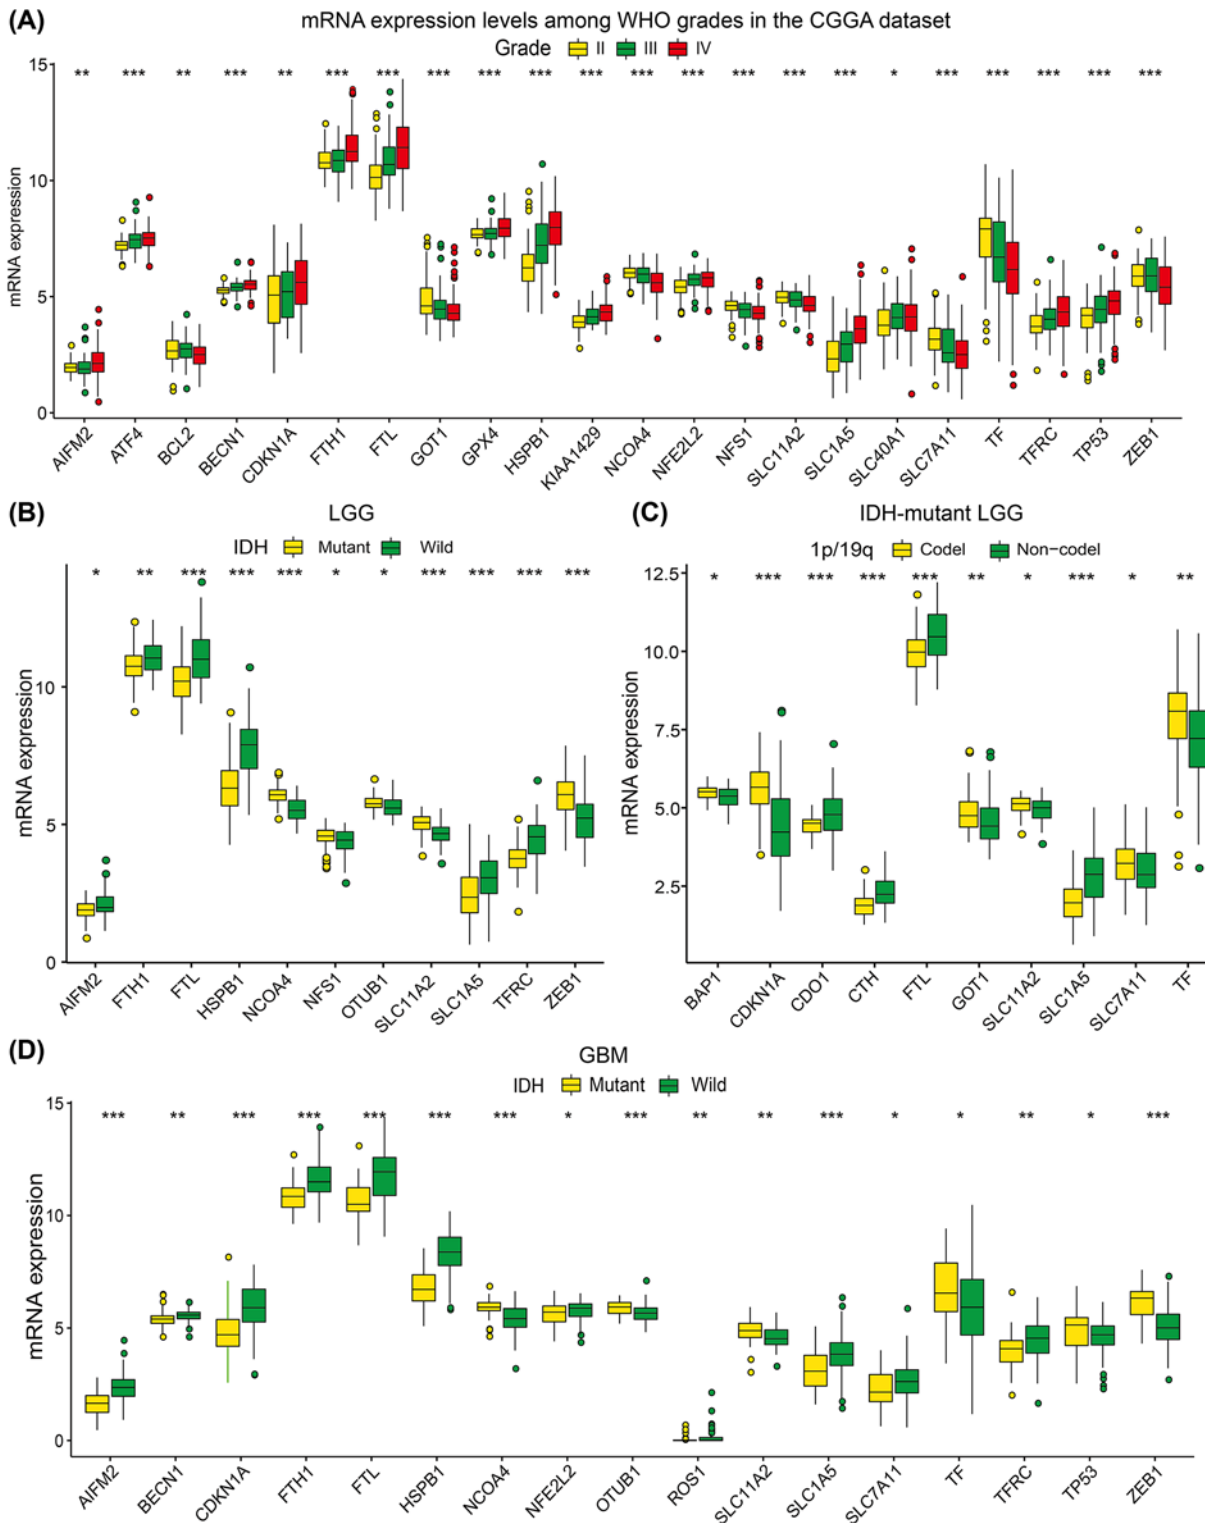 (A)
mRNA expression levels among WHO grades in the CGGA dataset
Grade II III IV
** *** ** *** ** *** *** *** *** *** *** *** *** *** *** *** * *** *** *** *** ***
15
10
5
0
mRNA expression
AIFM2 ATF4 BCL2 BECN1 CDKN1A FTH1 FTL GOT1 GPX4 HSPB1 KIAA1429 NCOA4 NFE2L2 NFS1 SLC11A2 SLC1A5 SLC40A1 SLC7A11 TF TFRC TP53 ZEB1
(B)
LGG
IDH Mutant Wild
* ** *** *** *** * * *** *** *** ***
10
5
0
mRNA expression
AIFM2 FTH1 FTL HSPB1 NCOA4 NFS1 OTUB1 SLC11A2 SLC1A5 TFRC ZEB1
(C)
IDH-mutant LGG
1p/19q Codel Non-codel
* *** *** *** *** ** * *** * **
12.5
10.0
7.5
5.0
2.5
mRNA expression
BAP1 CDKN1A CDO1 CTH FTL GOT1 SLC11A2 SLC1A5 SLC7A11 TF
(D)
GBM
IDH Mutant Wild
*** ** *** *** *** *** *** * *** ** ** *** * * ** * ***
15
10
5
0
mRNA expression
AIFM2 BECN1 CDKN1A FTH1 FTL HSPB1 NCOA4 NFE2L2 OTUB1 ROS1 SLC11A2 SLC1A5 SLC7A11 TF TFRC TP53 ZEB1